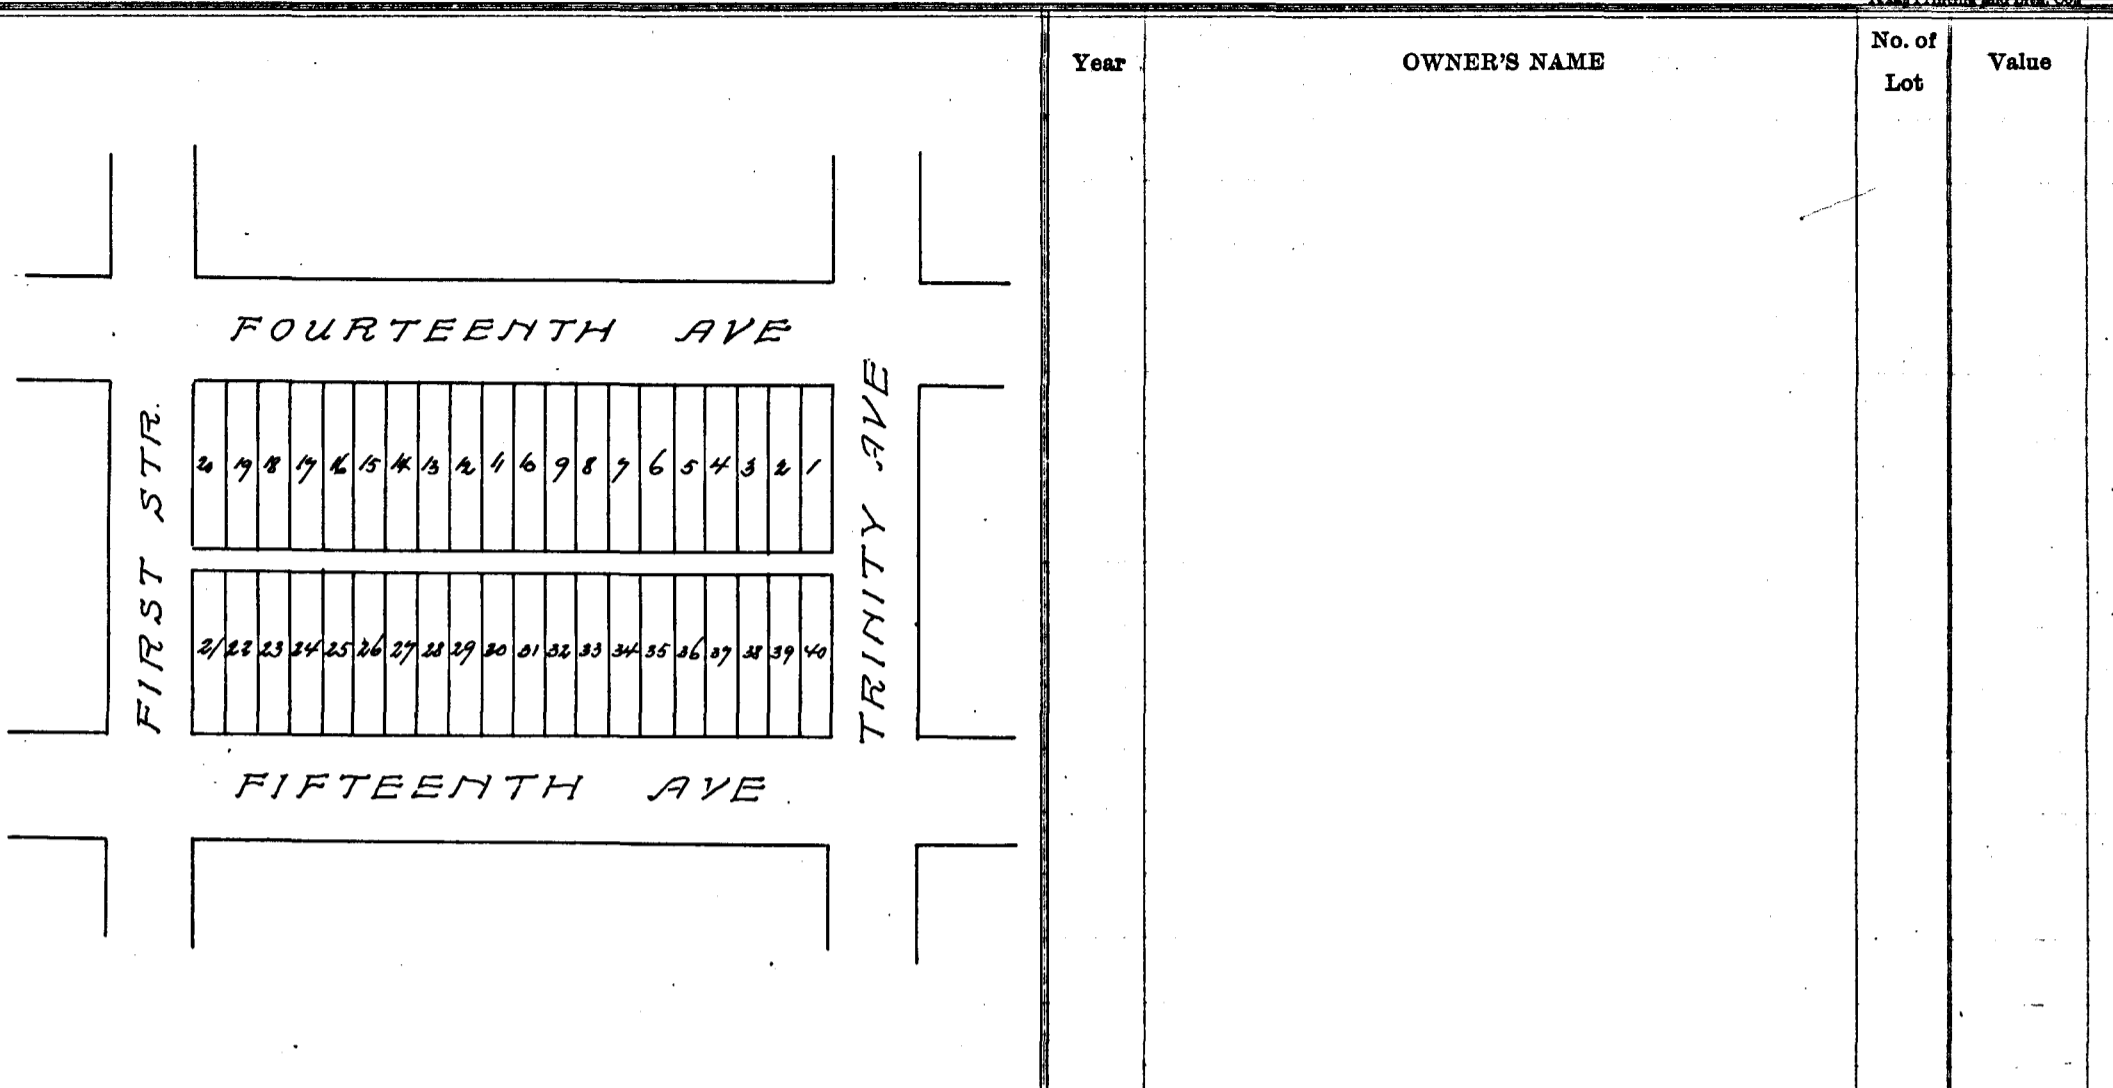 Year
OWNER'S NAME
No. of
Lot
Value
FOURTEENTH AVE
FIRST STR.
TRINITY AVE
20 19 18 17 16 15 14 13 12 11 10 9 8 7 6 5 4 3 2 1
21 22 23 24 25 26 27 28 29 30 31 32 33 34 35 36 37 38 39 40
FIFTEENTH AVE